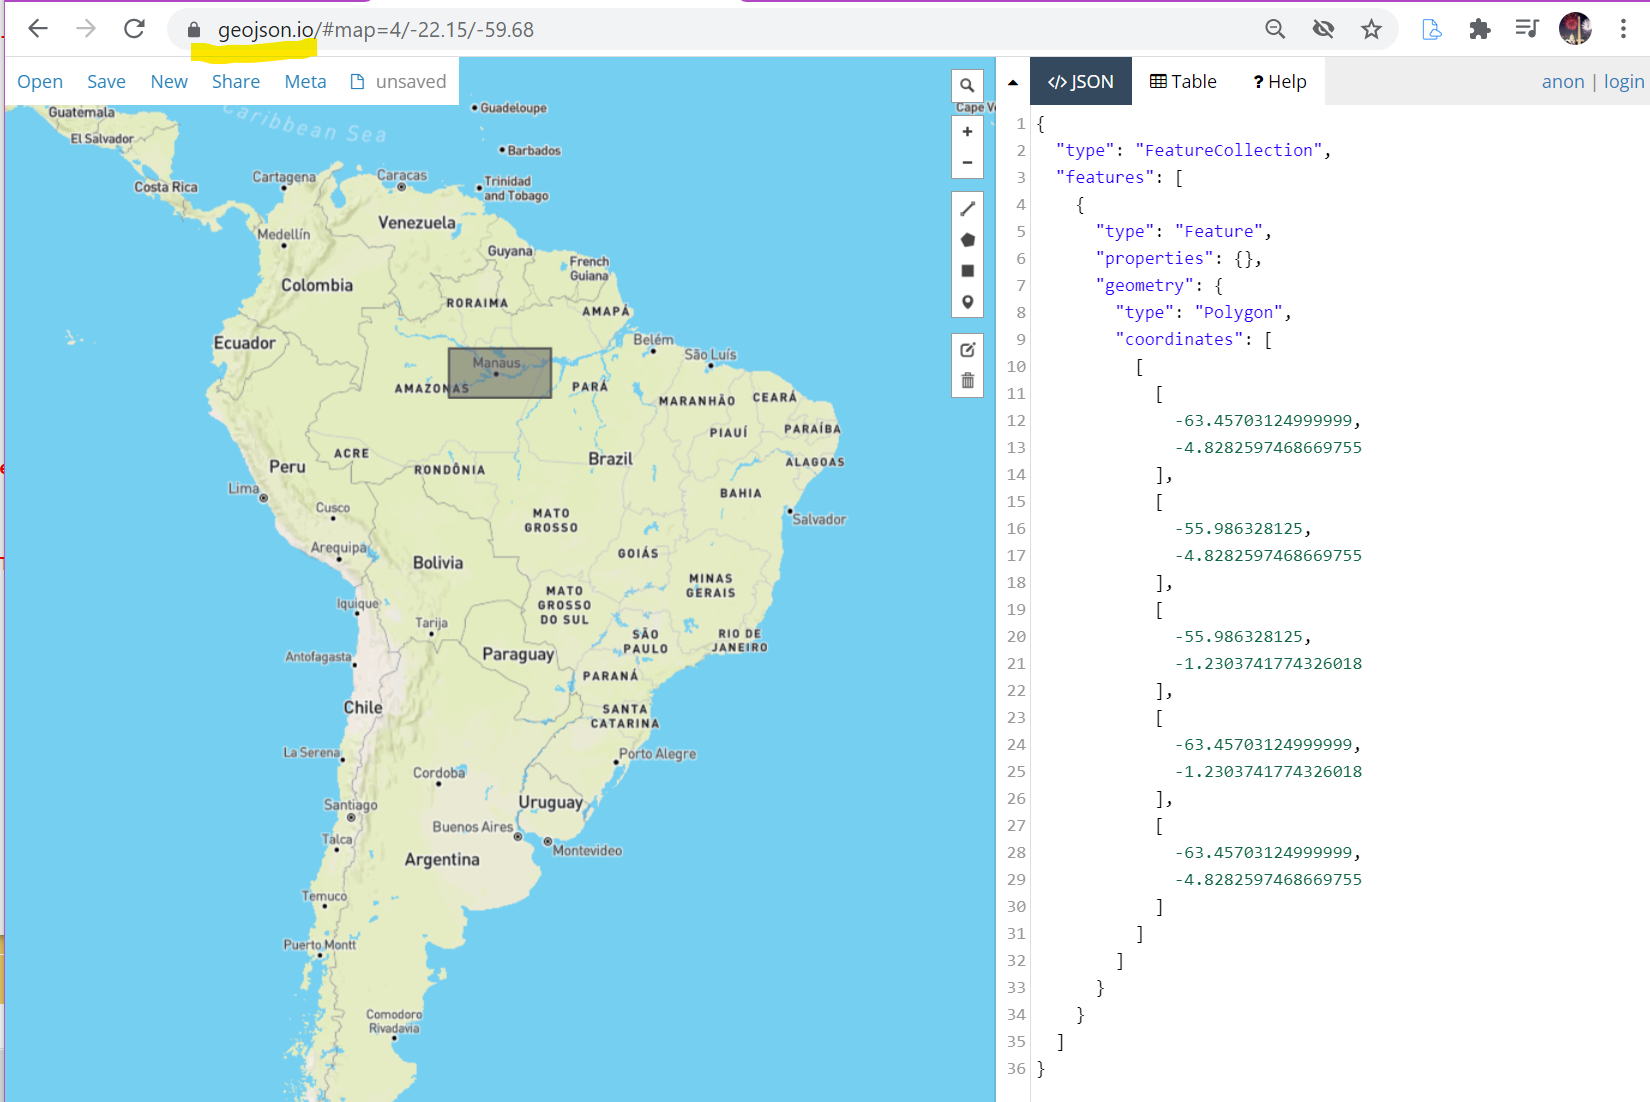 geojson.io/#map=4/-22.15/-59.68
Open Save New Share Meta unsaved
</> JSON Table ? Help
anon | login
Guatemala
El Salvador
Costa Rica
Caribbean Sea
Guadeloupe
Barbados
Trinidad
and Tobago
Cape V
Cartagena
Caracas
Venezuela
Medellín
Guyana
French
Guiana
Colombia
RORAIMA
AMAPÁ
Ecuador
Manaus
Belém
São Luís
AMAZONAS
PARÁ
MARANHÃO
CEARÁ
PIAUÍ
PARAÍBA
ACRE
Peru
RONDÔNIA
Brazil
ALAGOAS
Lima
Cusco
BAHIA
MATO
GROSSO
Salvador
Arequipa
Bolivia
GOIÁS
MINAS
GERAIS
Iquique
MATO
GROSSO
DO SUL
Tarija
SÃO
PAULO
RIO DE
JANEIRO
Antofagasta
Paraguay
PARANÁ
Chile
SANTA
CATARINA
La Serena
Porto Alegre
Cordoba
Santiago
Uruguay
Talca
Buenos Aires
Montevideo
Argentina
Temuco
Puerto Montt
Comodoro
Rivadavia
1 {
2 "type": "FeatureCollection",
3 "features": [
4 {
5 "type": "Feature",
6 "properties": {},
7 "geometry": {
8 "type": "Polygon",
9 "coordinates": [
10 [
11 [
12 -63.45703124999999,
13 -4.8282597468669755
14 ],
15 [
16 -55.986328125,
17 -4.8282597468669755
18 ],
19 [
20 -55.986328125,
21 -1.2303741774326018
22 ],
23 [
24 -63.45703124999999,
25 -1.2303741774326018
26 ],
27 [
28 -63.45703124999999,
29 -4.8282597468669755
30 ]
31 ]
32 ]
33 }
34 }
35 ]
36 }